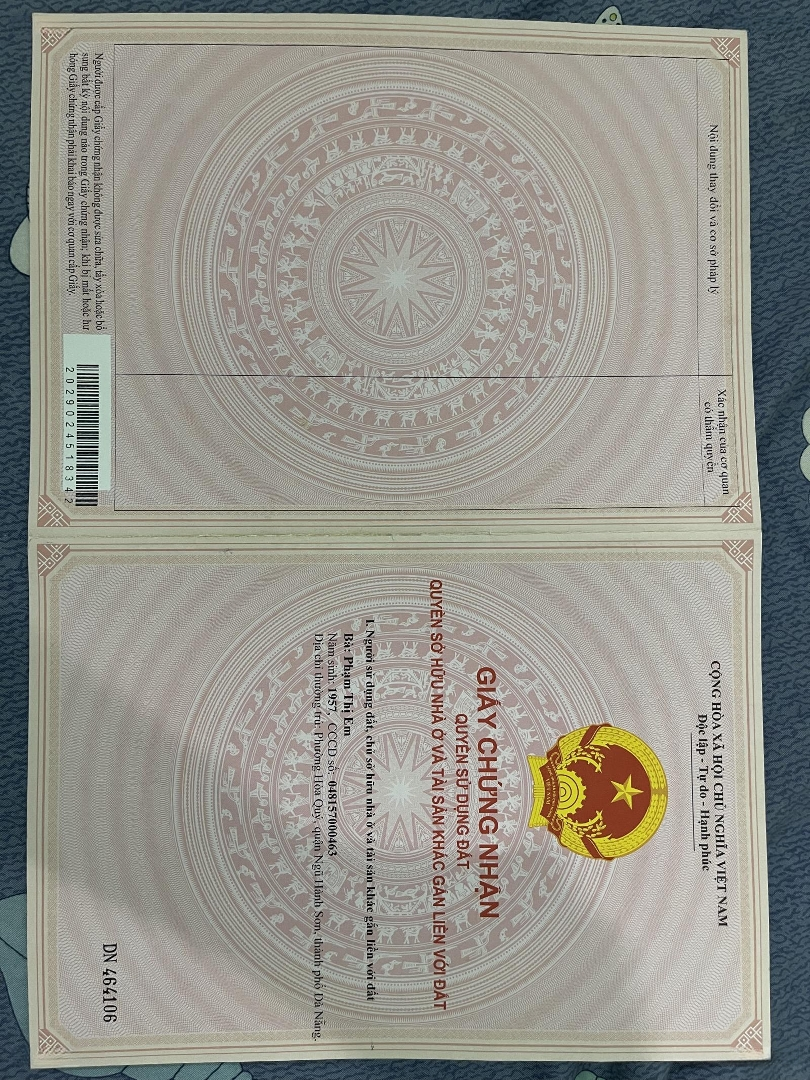 Nội dung thay đổi và cơ sở pháp lý
Xác nhận của cơ quan
có thẩm quyền
Người được cấp Giấy chứng nhận không được sửa chữa, tẩy xóa hoặc bổ
sung bất kỳ nội dung nào trong Giấy chứng nhận; khi bị mất hoặc hư
hỏng Giấy chứng nhận phải khai báo ngay với cơ quan cấp Giấy.
2029024518342
CỘNG HÒA XÃ HỘI CHỦ NGHĨA VIỆT NAM
Độc lập - Tự do - Hạnh phúc
GIẤY CHỨNG NHẬN
QUYỀN SỬ DỤNG ĐẤT
QUYỀN SỞ HỮU NHÀ Ở VÀ TÀI SẢN KHÁC GẮN LIỀN VỚI ĐẤT
I. Người sử dụng đất, chủ sở hữu nhà ở và tài sản khác gắn liền với đất
Bà: Phạm Thị Em
Năm sinh: 1957, CCCD số: 048157000463
Địa chỉ thường trú: Phường Hòa Quý, quận Ngũ Hành Sơn, thành phố Đà Nẵng.
DN 464106